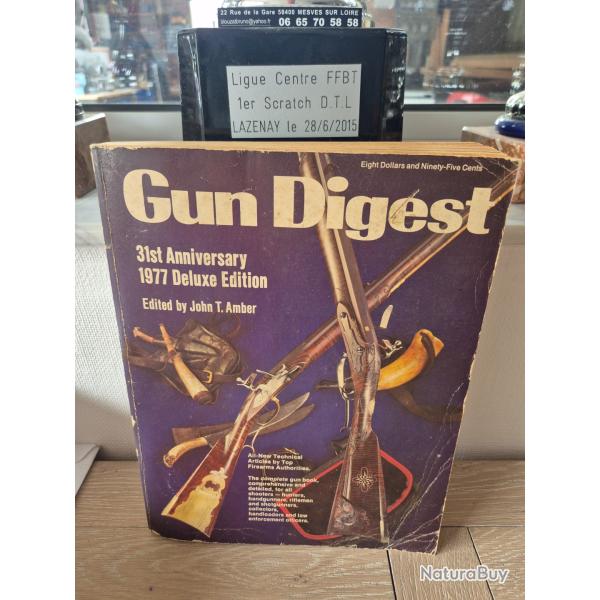 22 Rue de la Gare 58400 MESVES SUR LOIRE
06 65 70 58 58
Ligue Centre FFBT
1er Scratch D.T.L
LAZENAY le 28/6/2015
Eight Dollars and Ninety-Five Cents
Gun Digest
31st Anniversary
1977 Deluxe Edition
Edited by John T. Amber
All-New Technical
Articles by Top
Firearms Authorities.
The complete gun book,
comprehensive and
detailed, for all
shooters — hunters,
handgunners, riflemen
and shotgunners,
collectors,
handloaders and law
enforcement officers.
NaturaBuy